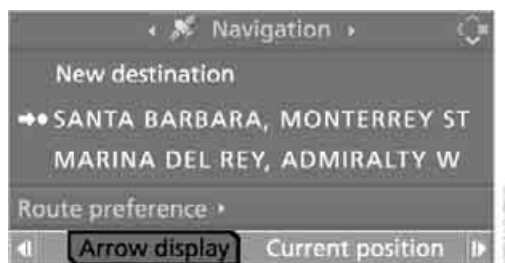 Navigation
New destination
SANTA BARBARA, MONTERREY ST
MARINA DEL REY, ADMIRALTY W
Route preference
Arrow display Current position